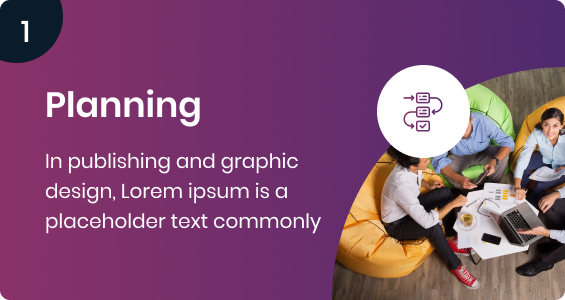 1
Planning
In publishing and graphic
design, Lorem ipsum is a
placeholder text commonly